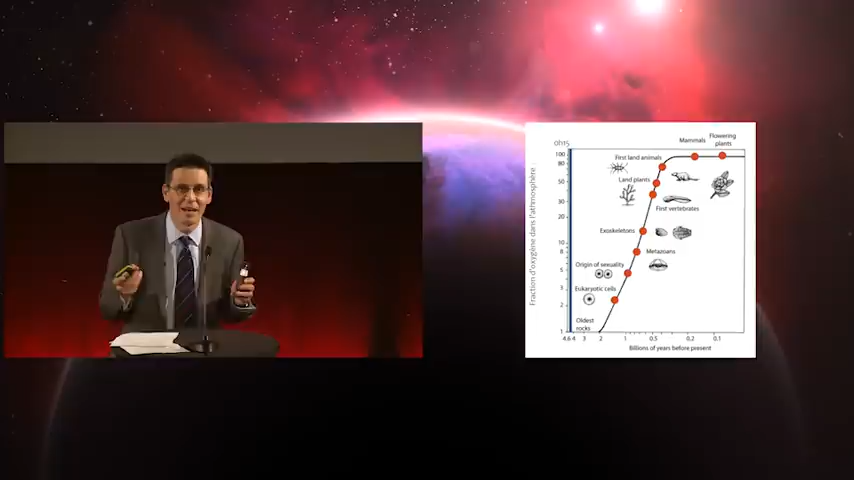 Mammals
Flowering
plants
100
80
50
30
20
10
8
5
3
2
1
Fraction d'oxygène dans l'athmosphère
First land animals
Land plants
First vertebrates
Exoskeletons
Metazoans
Origin of sexuality
Eukaryotic cells
Oldest
rocks
4.6 4 3 2 1 0.5 0.2 0.1
Billions of years before present